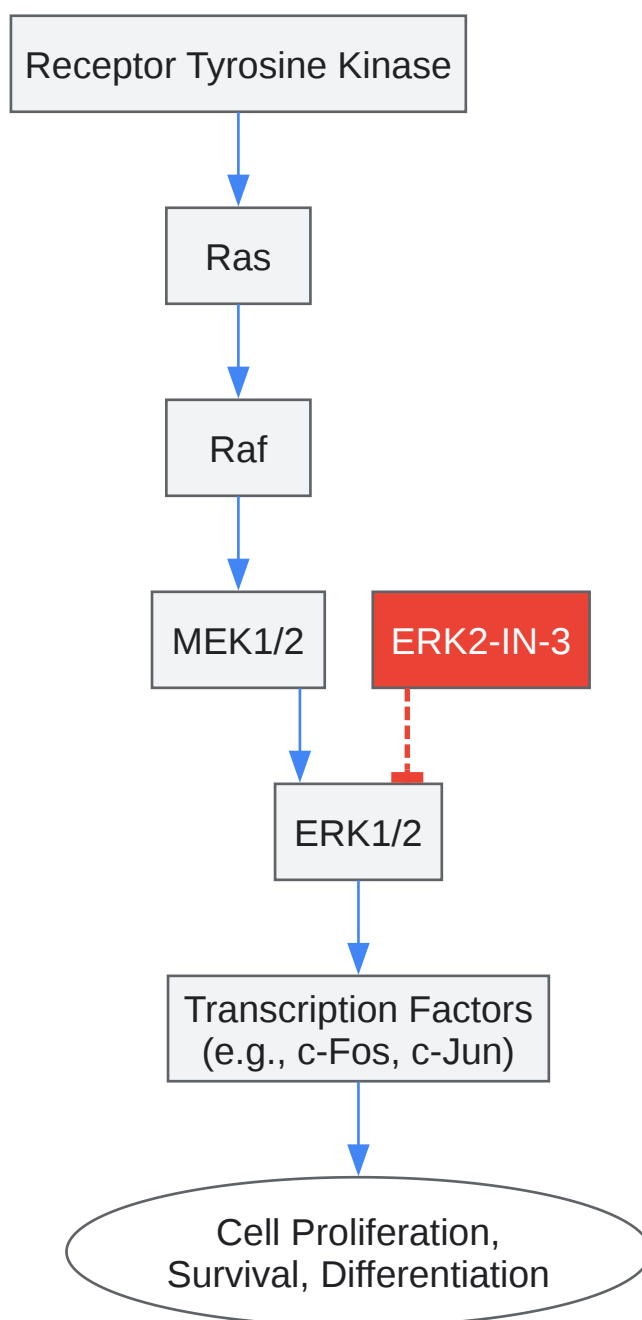 Receptor Tyrosine Kinase
Ras
Raf
MEK1/2
ERK2-IN-3
ERK1/2
Transcription Factors
(e.g., c-Fos, c-Jun)
Cell Proliferation,
Survival, Differentiation